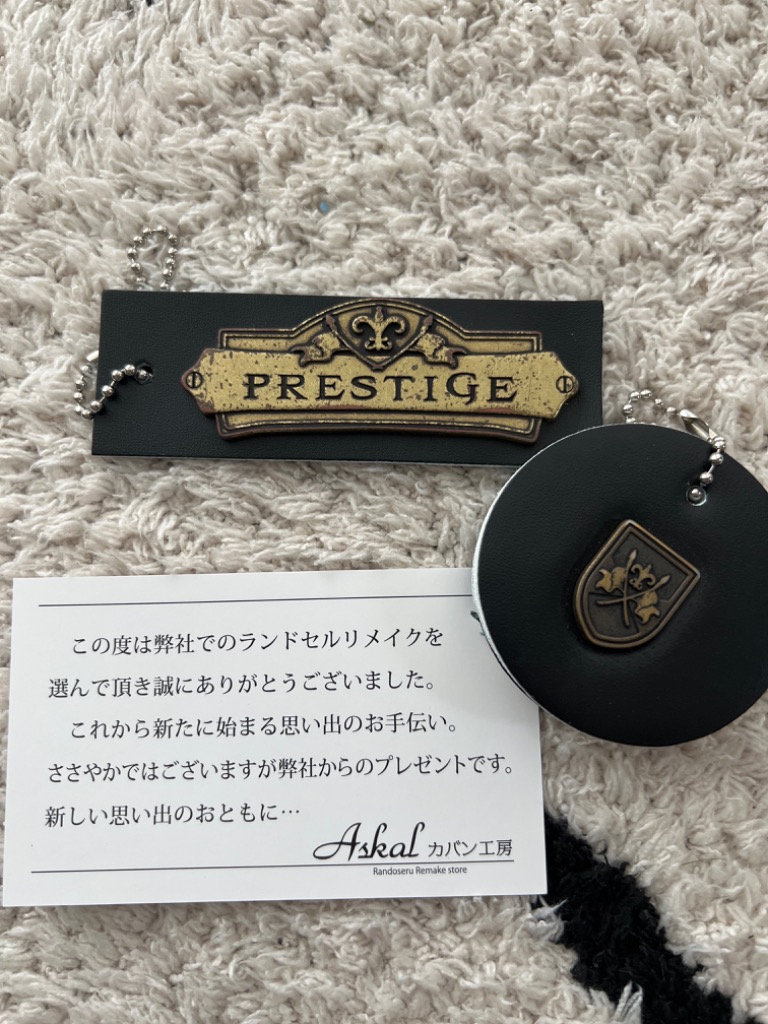 PRESTIGE
この度は弊社でのランドセルリメイクを
選んで頂き誠にありがとうございました。
これから新たに始まる思い出のお手伝い。
ささやかではございますが弊社からのプレゼントです。
新しい思い出のおともに…
Askal カバン工房
Randoseru Remake store